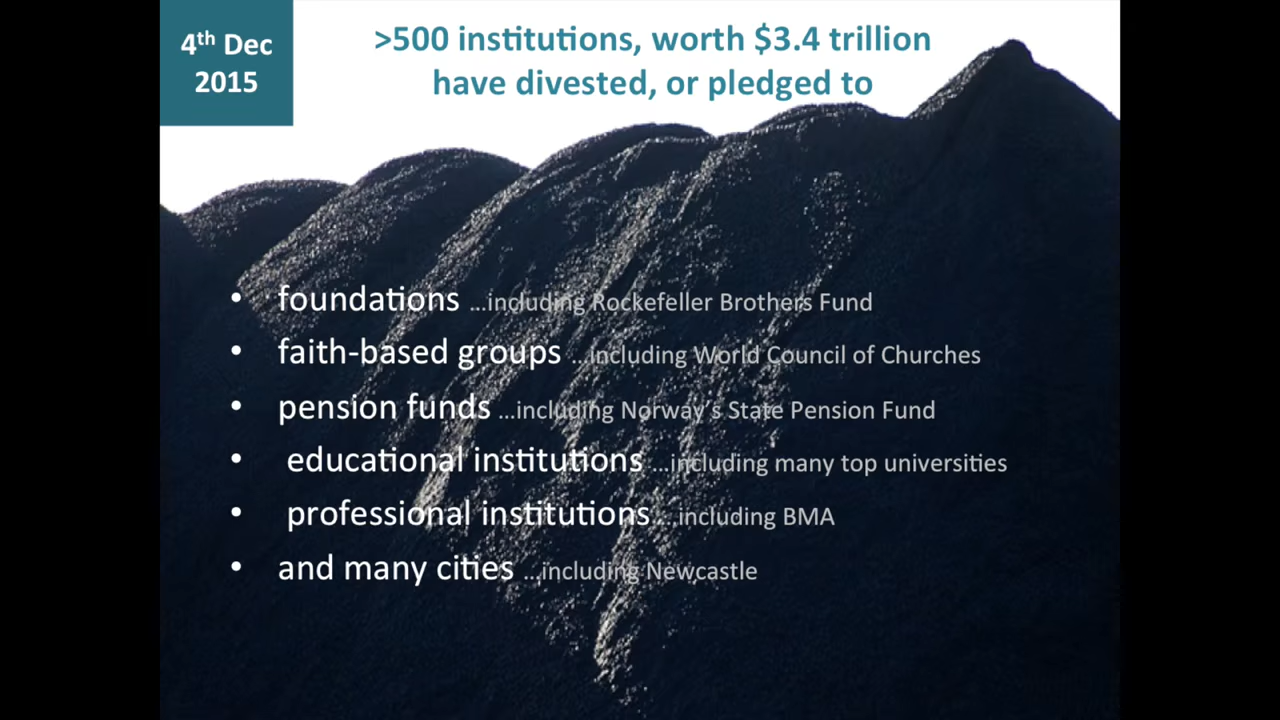 4th Dec
2015
>500 institutions, worth $3.4 trillion
have divested, or pledged to
• foundations ...including Rockefeller Brothers Fund
• faith-based groups ...including World Council of Churches
• pension funds ...including Norway's State Pension Fund
• educational institutions ...including many top universities
• professional institutions ...including BMA
• and many cities ...including Newcastle